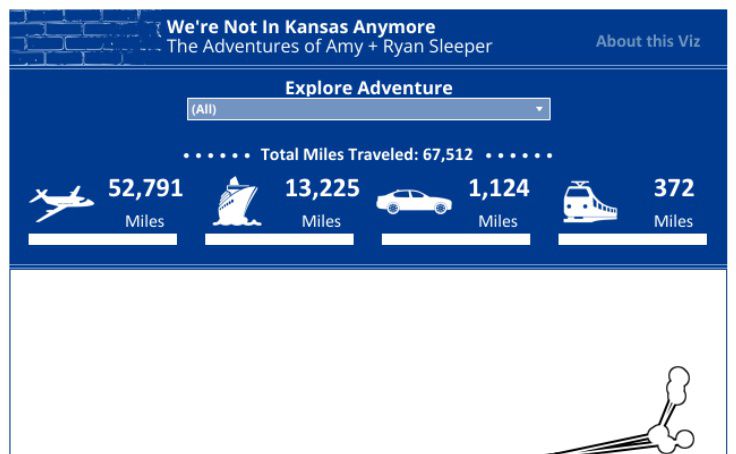 We're Not In Kansas Anymore
The Adventures of Amy + Ryan Sleeper
About this Viz
Explore Adventure
(All)
Total Miles Traveled: 67,512
52,791
Miles
13,225
Miles
1,124
Miles
372
Miles